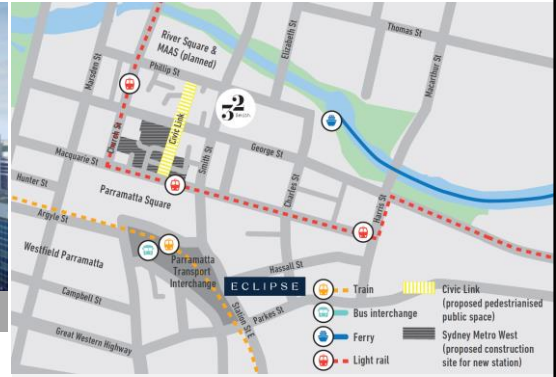 Thomas St
Elizabeth St
River Square &
MAAS (planned)
Phillip St
Marsden St
Macarthur St
32
Church St
Civic Link
Smith St
George St
Macquarie St
Hunter St
Parramatta Square
Charles St
Harris St
Argyle St
Westfield Parramatta
Parramatta
Transport
Interchange
Hassall St
ECLIPSE
Campbell St
Station St E
Parkes St
Great Western Highway
Train
Bus interchange
Ferry
Light rail
Civic Link
(proposed pedestrianised
public space)
Sydney Metro West
(proposed construction
site for new station)